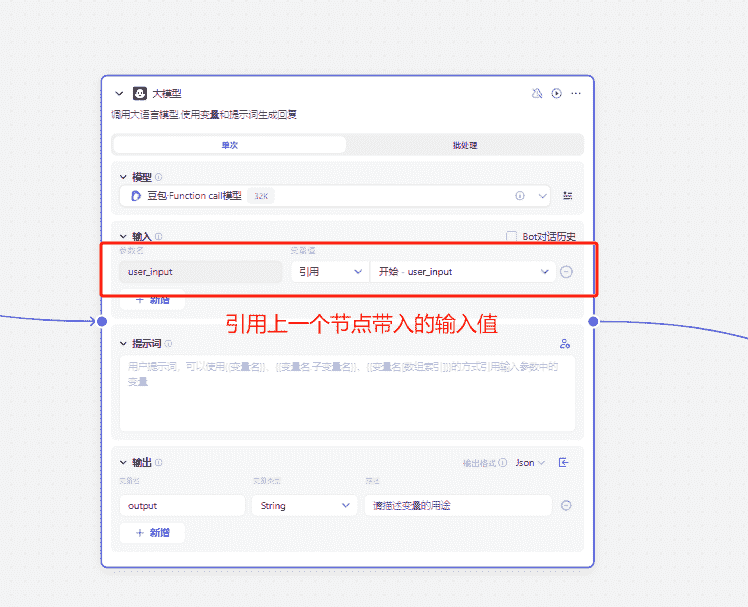 大模型
调用大语言模型,使用变量和提示词生成回复
单次
批处理
模型
豆包·Function call模型
32K
输入
Bot对话历史
参数名
变量值
user_input
引用
开始 - user_input
新增
引用上一个节点带入的输入值
提示词
用户提示词，可以使用{{变量名}}、{{变量名.子变量名}}、{{变量名[数组索引]}}的方式引用输入参数中的
变量
输出
输出格式
Json
变量名
变量类型
描述
output
String
请描述变量的用途
新增